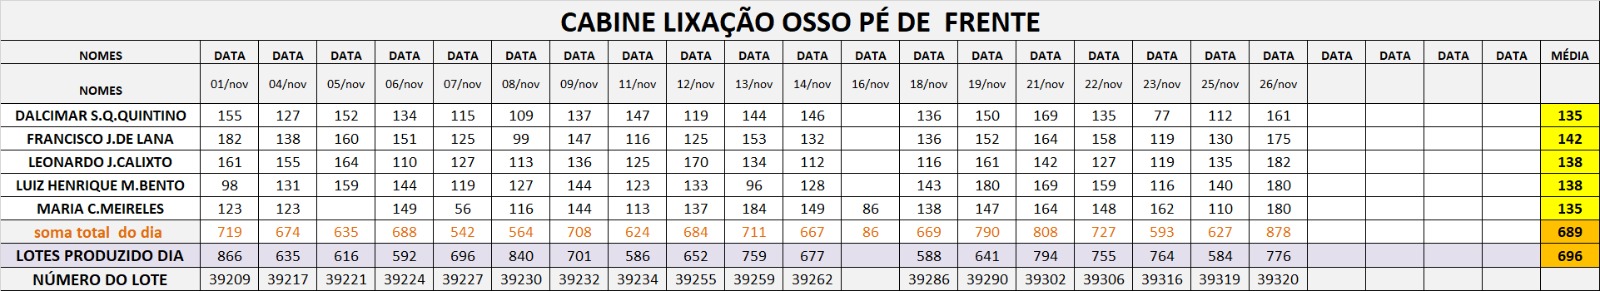 CABINE LIXAÇÃO OSSO PÉ DE  FRENTE
NOMES DATA DATA DATA DATA DATA DATA DATA DATA DATA DATA DATA DATA DATA DATA DATA DATA DATA DATA DATA DATA DATA DATA DATA MÉDIA
NOMES 01/nov 04/nov 05/nov 06/nov 07/nov 08/nov 09/nov 11/nov 12/nov 13/nov 14/nov 16/nov 18/nov 19/nov 21/nov 22/nov 23/nov 25/nov 26/nov
DALCIMAR S.Q.QUINTINO 155 127 152 134 115 109 137 147 119 144 146 136 150 169 135 77 112 161 135
FRANCISCO J.DE LANA 182 138 160 151 125 99 147 116 125 153 132 136 152 164 158 119 130 175 142
LEONARDO J.CALIXTO 161 155 164 110 127 113 136 125 170 134 112 116 161 142 127 119 135 182 138
LUIZ HENRIQUE M.BENTO 98 131 159 144 119 127 144 123 133 96 128 143 180 169 159 116 140 180 138
MARIA C.MEIRELES 123 123 149 56 116 144 113 137 184 149 86 138 147 164 148 162 110 180 135
soma total  do dia 719 674 635 688 542 564 708 624 684 711 667 86 669 790 808 727 593 627 878 689
LOTES PRODUZIDO DIA 866 635 616 592 696 840 701 586 652 759 677 588 641 794 755 764 584 776 696
NÚMERO DO LOTE 39209 39217 39221 39224 39227 39230 39232 39234 39255 39259 39262 39286 39290 39302 39306 39316 39319 39320